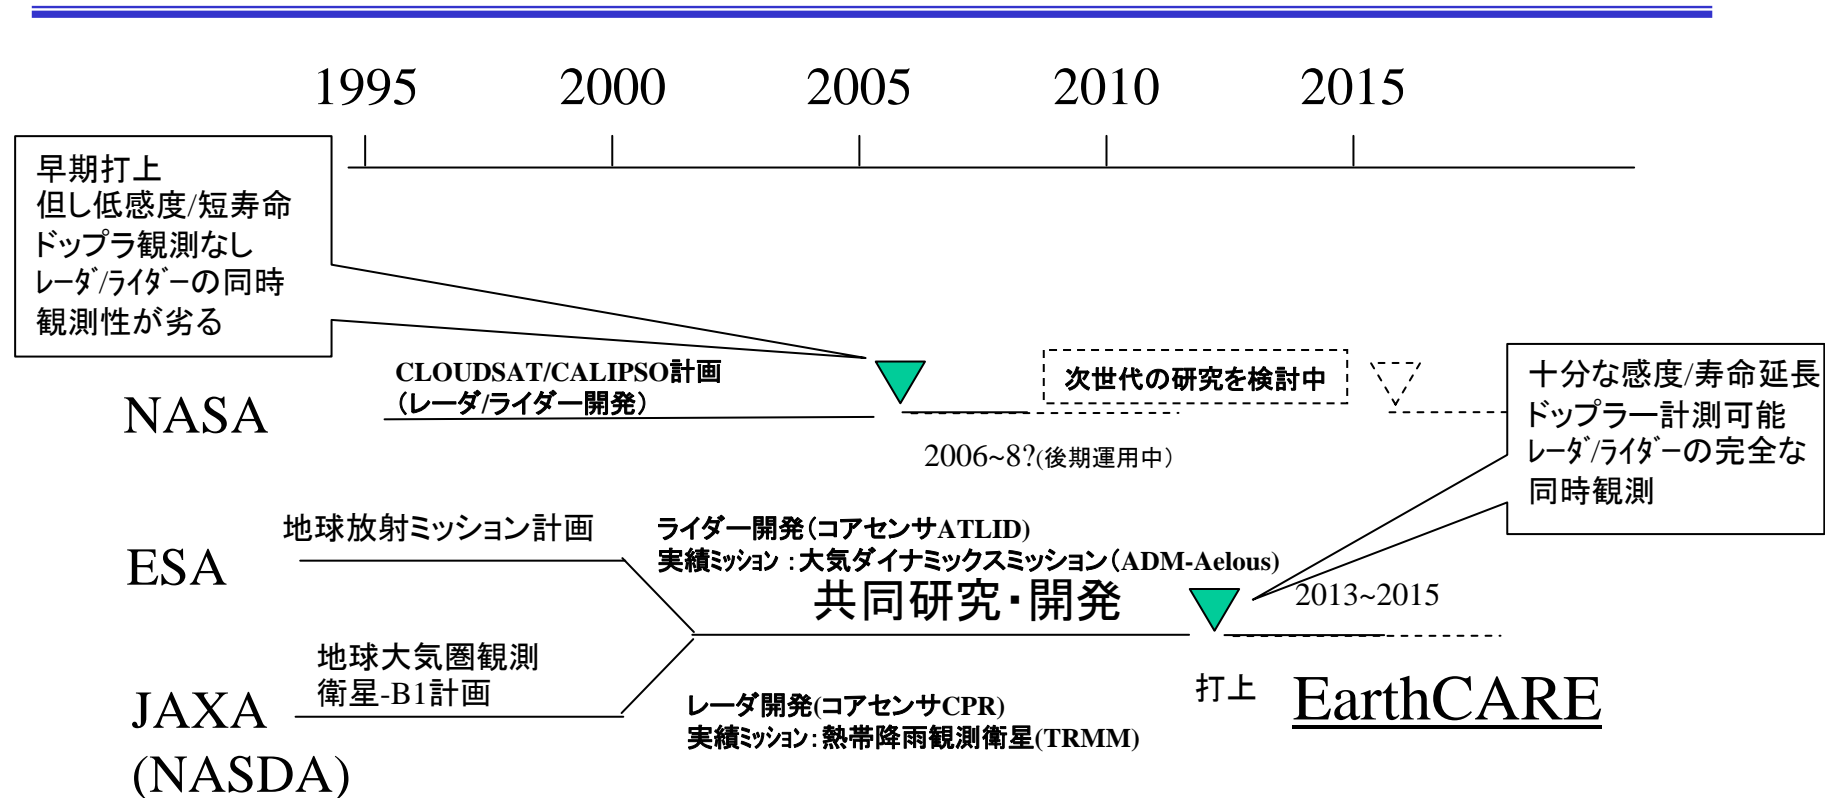 1995 2000 2005 2010 2015
早期打上
但し低感度/短寿命
ドップラ観測なし
ﾚｰﾀﾞ/ﾗｲﾀﾞｰの同時
観測性が劣る
NASA
CLOUDSAT/CALIPSO計画
（レーダ/ライダー開発）
次世代の研究を検討中
2006~8?(後期運用中）
十分な感度/寿命延長
ドップラー計測可能
ﾚｰﾀﾞ/ﾗｲﾀﾞｰの完全な
同時観測
ESA
地球放射ミッション計画
ライダー開発（コアセンサATLID)
実績ﾐｯｼｮﾝ：大気ダイナミックスミッション（ADM-Aelous)
共同研究・開発
2013~2015
JAXA
(NASDA)
地球大気圏観測
衛星-B1計画
レーダ開発(コアセンサCPR)
実績ﾐｯｼｮﾝ：熱帯降雨観測衛星(TRMM)
打上
EarthCARE